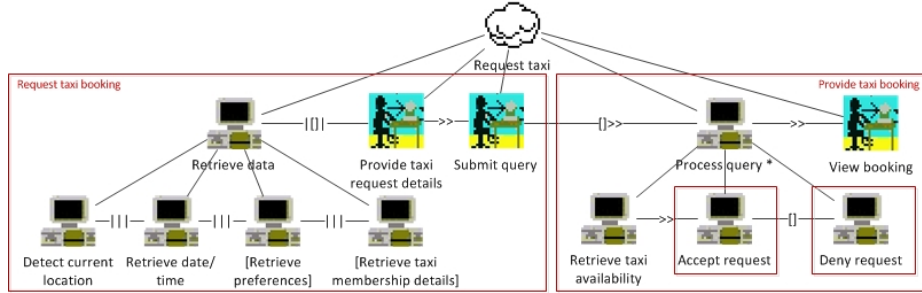 Request taxi
Request taxi booking
Provide taxi booking
|[]|
>>
[]>>
>>
Retrieve data
Provide taxi
request details
Submit query
Process query *
View booking
|||
|||
|||
>>
[]
Detect current
location
Retrieve date/
time
[Retrieve
preferences]
[Retrieve taxi
membership details]
Retrieve taxi
availability
Accept request
Deny request